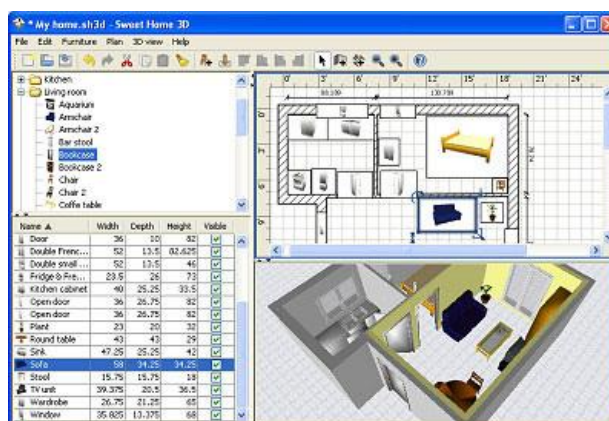 * My home.sh3d - Sweet Home 3D
File Edit Furniture Plan 3D view Help
Kitchen
Living room
Aquarium
Armchair
Armchair 2
Bar stool
Bookcase
Bookcase 2
Chair
Chair 2
Coffe table
0' 3' 6' 9' 12' 15' 18' 21' 24'
0'
3'
6'
9'
Name Width Depth Height Visible
Door 36 10 82
Double Frenc... 52 13.5 82.625
Double small ... 52 13.5 46
Fridge & Fre... 23.5 26 73
Kitchen cabinet 40 25.25 33.5
Open door 36 26.75 82
Open door 36 26.75 82
Plant 23 20 32
Round table 43 43 29
Sink 47.25 25.25 42
Sofa 58 34.25 34.25
Stool 15.75 15.75 18
TV unit 39.375 20.5 36.5
Wardrobe 26.75 21.25 65
Window 35.825 13.375 68